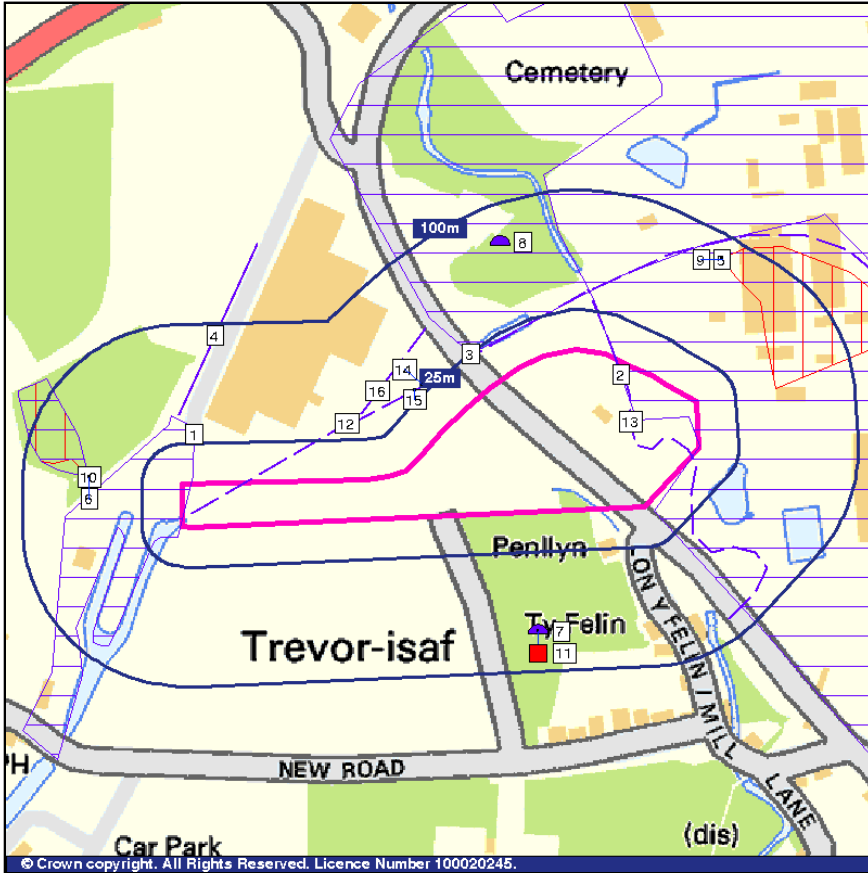 Cemetery
100m
8
9
5
4
3
14
25m
2
16
15
12
13
1
10
6
Penllyn
Ty Felin
7
11
Trevor-isaf
LON Y FELIN / MILL LANE
PH
NEW ROAD
Car Park
(dis)
© Crown copyright. All Rights Reserved. Licence Number 100020245.